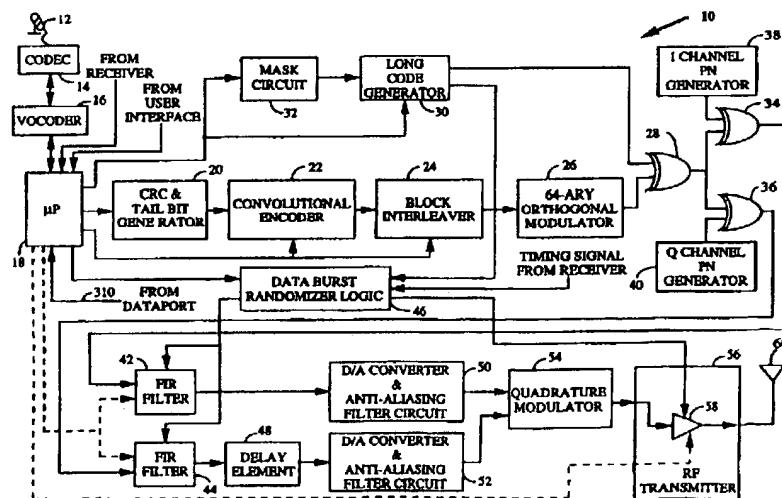 10
12
CODEC
14
FROM
RECEIVER
FROM
USER
INTERFACE
16
VOCODER
MASK
CIRCUIT
32
LONG
CODE
GENERATOR
30
I CHANNEL
PN
GENERATOR
38
34
28
μP
18
20
CRC &
TAIL BIT
GENERATOR
22
CONVOLUTIONAL
ENCODER
24
BLOCK
INTERLEAVER
26
64-ARY
ORTHOGONAL
MODULATOR
36
Q CHANNEL
PN
GENERATOR
40
310
FROM
DATAPORT
DATA BURST
RANDOMIZER LOGIC
46
TIMING SIGNAL
FROM RECEIVER
42
FIR
FILTER
D/A CONVERTER
&
ANTI-ALIASING
FILTER CIRCUIT
50
54
QUADRATURE
MODULATOR
56
58
FIR
FILTER
44
48
DELAY
ELEMENT
D/A CONVERTER
&
ANTI-ALIASING
FILTER CIRCUIT
52
RF
TRANSMITTER